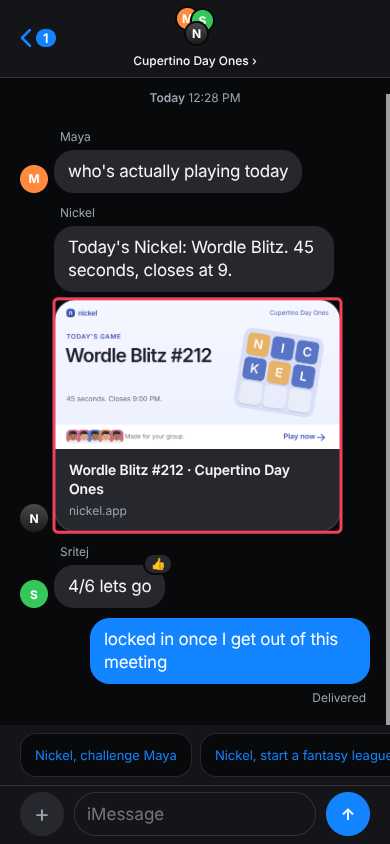 M S
N
1
Cupertino Day Ones ›
Today 12:28 PM
Maya
M
who's actually playing today
Nickel
Today's Nickel: Wordle Blitz. 45
seconds, closes at 9.
n nickel
Cupertino Day Ones
TODAY'S GAME
Wordle Blitz #212
N I C
K E L
45 seconds. Closes 9:00 PM.
Made for your group.
Play now →
Wordle Blitz #212 · Cupertino Day
Ones
nickel.app
N
Sritej
👍
S
4/6 lets go
locked in once I get out of this
meeting
Delivered
Nickel, challenge Maya
Nickel, start a fantasy league
+
iMessage